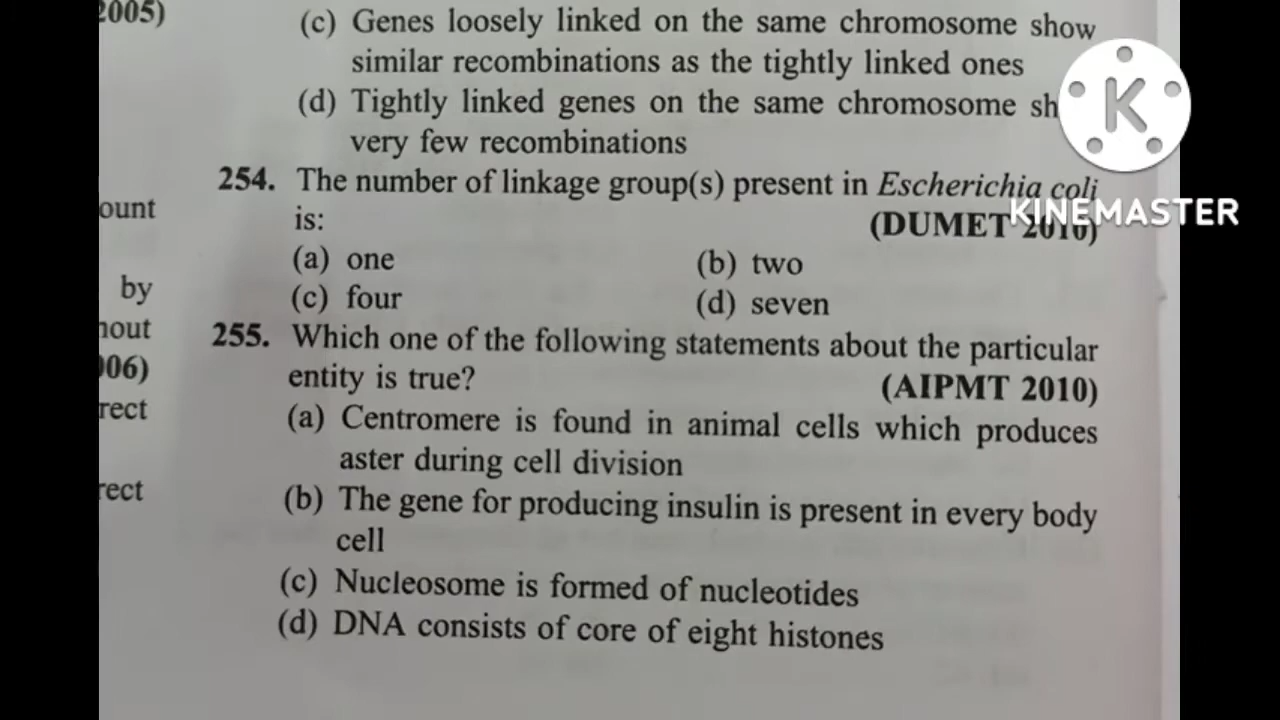 2005)
(c) Genes loosely linked on the same chromosome show
similar recombinations as the tightly linked ones
(d) Tightly linked genes on the same chromosome
very few recombinations
254. The number of linkage group(s) present in Escherichia coli
is: (DUMET 2010)
(a) one (b) two
(c) four (d) seven
255. Which one of the following statements about the particular
entity is true? (AIPMT 2010)
(a) Centromere is found in animal cells which produces
aster during cell division
(b) The gene for producing insulin is present in every body
cell
(c) Nucleosome is formed of nucleotides
(d) DNA consists of core of eight histones
ount
by
hout
06)
rect
rect
K
KINEMASTER